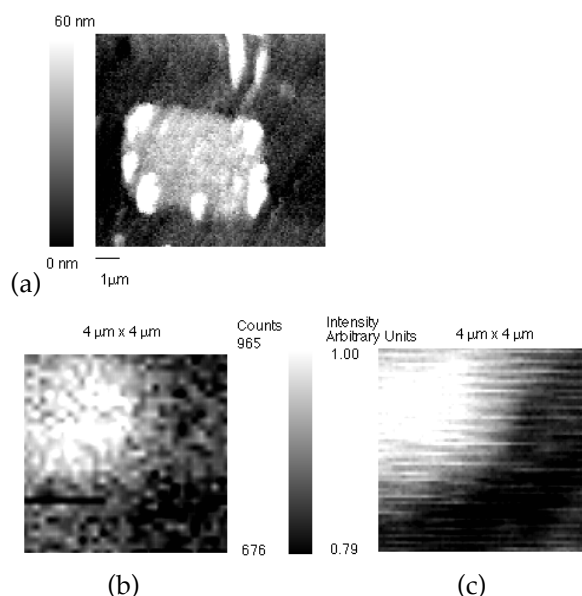 60 nm
0 nm
1µm
(a)
4 µm x 4 µm
Counts
965
676
Intensity
Arbitrary Units
1.00
0.79
4 µm x 4 µm
(b)
(c)